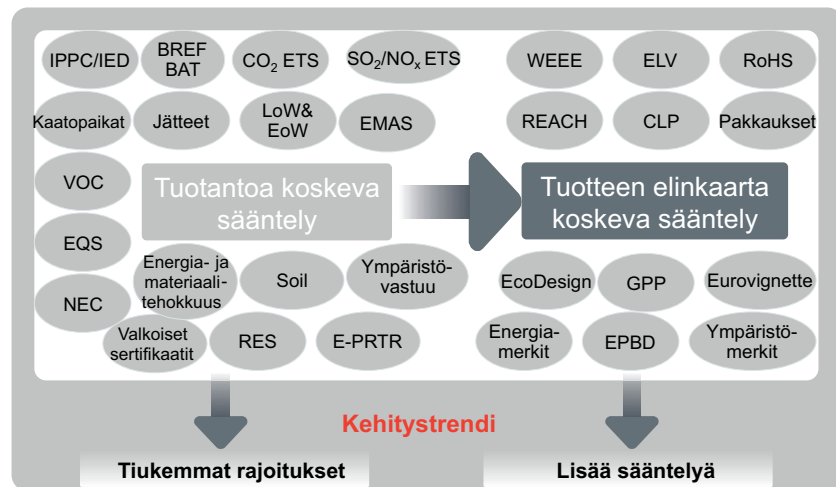 IPPC/IED
BREF
BAT
CO₂ ETS
SO₂/NOₓ ETS
WEEE
ELV
RoHS
Kaatopaikat
Jätteet
LoW&
EoW
EMAS
REACH
CLP
Pakkaukset
VOC
Tuotantoa koskeva
sääntely
Tuotteen elinkaarta
koskeva sääntely
EQS
NEC
Energia- ja
materiaali-
tehokkuus
Soil
Ympäristö-
vastuu
EcoDesign
GPP
Eurovignette
Valkoiset
sertifikaatit
RES
E-PRTR
Energia-
merkit
EPBD
Ympäristö-
merkit
Kehitystrendi
Tiukemmat rajoitukset
Lisää sääntelyä